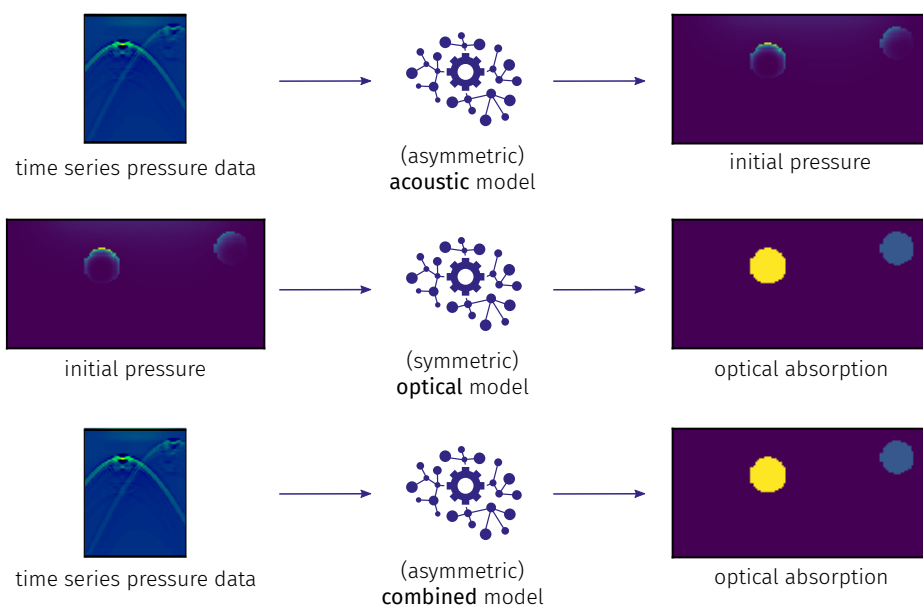 time series pressure data
(asymmetric)
acoustic model
initial pressure
initial pressure
(symmetric)
optical model
optical absorption
time series pressure data
(asymmetric)
combined model
optical absorption